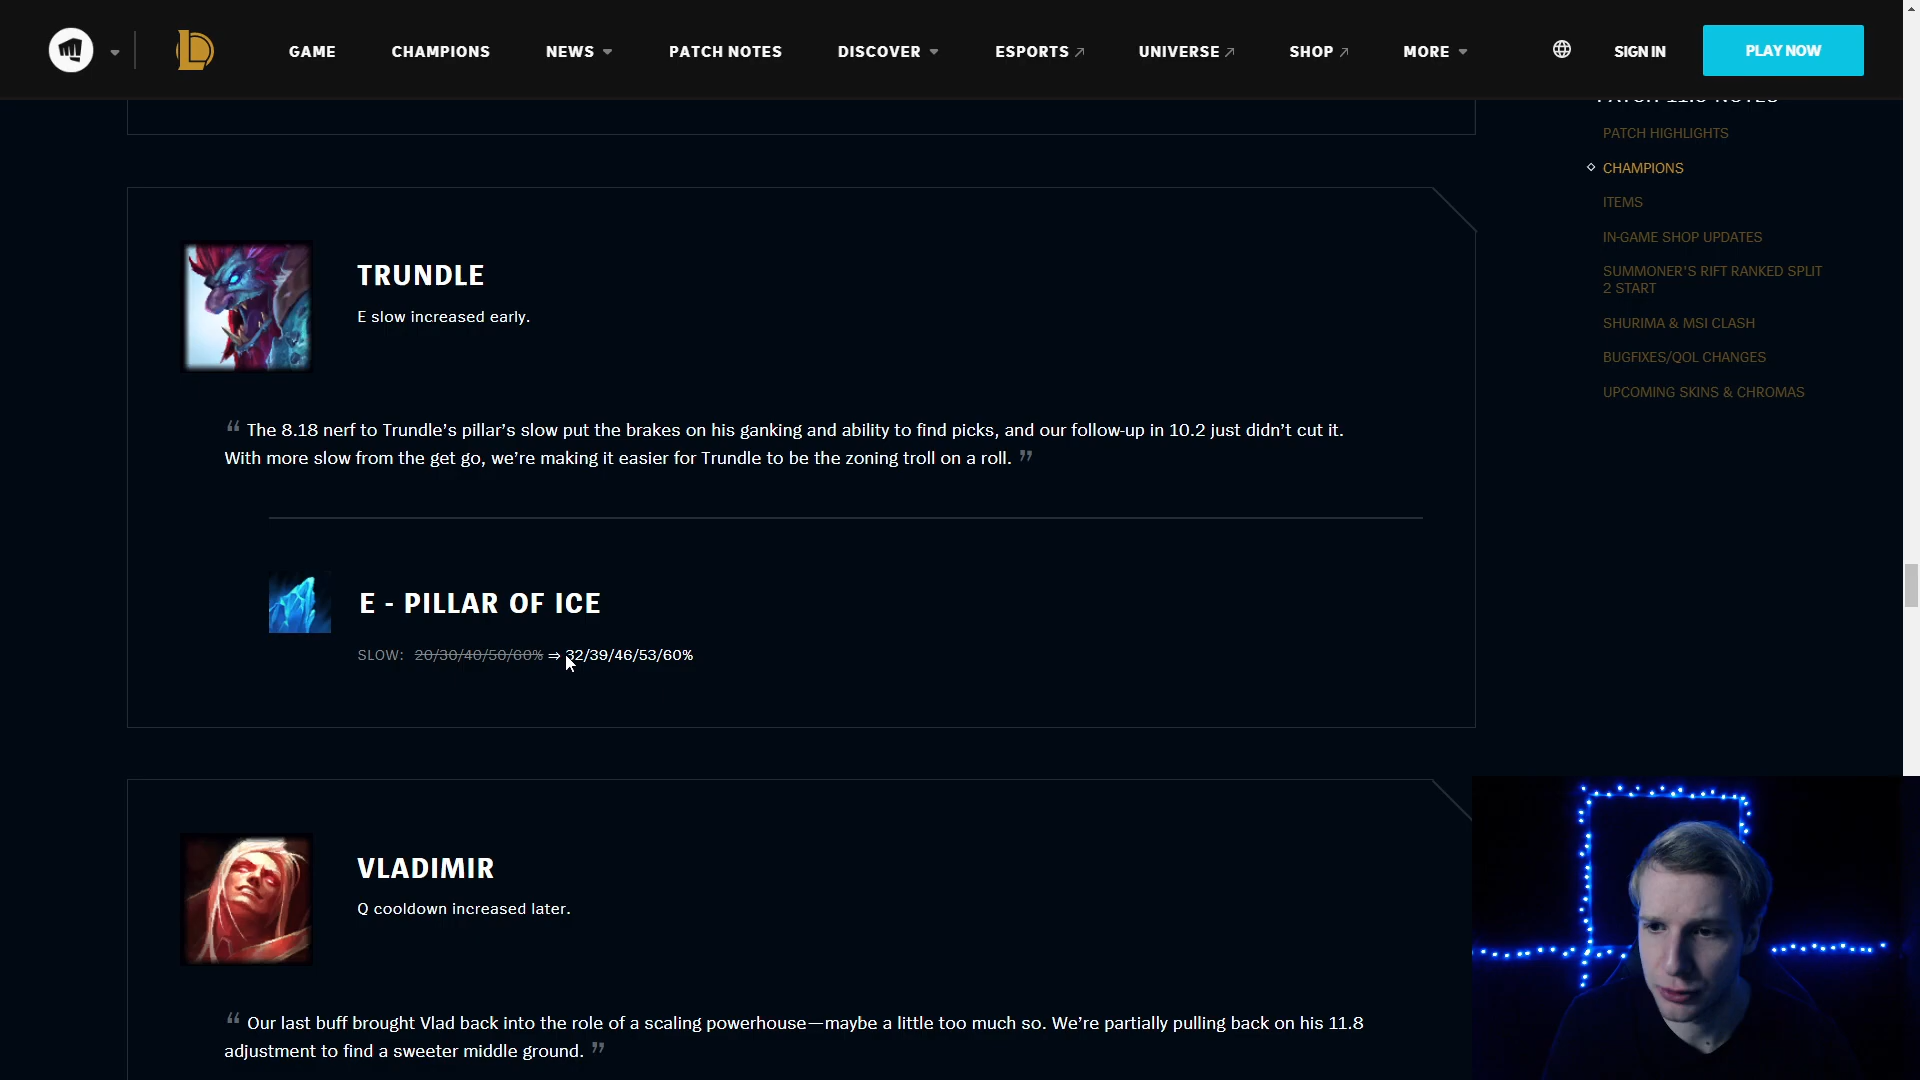 GAME
CHAMPIONS
NEWS
PATCH NOTES
DISCOVER
ESPORTS
UNIVERSE
SHOP
MORE
SIGN IN
PLAY NOW
PATCH HIGHLIGHTS
CHAMPIONS
ITEMS
IN-GAME SHOP UPDATES
SUMMONER'S RIFT RANKED SPLIT
2 START
SHURIMA & MSI CLASH
BUGFIXES/QOL CHANGES
UPCOMING SKINS & CHROMAS
TRUNDLE
E slow increased early.
“ The 8.18 nerf to Trundle’s pillar’s slow put the brakes on his ganking and ability to find picks, and our follow-up in 10.2 just didn’t cut it.
With more slow from the get go, we’re making it easier for Trundle to be the zoning troll on a roll. ”
E - PILLAR OF ICE
SLOW: 20/30/40/50/60% ⇒ 32/39/46/53/60%
VLADIMIR
Q cooldown increased later.
“ Our last buff brought Vlad back into the role of a scaling powerhouse—maybe a little too much so. We’re partially pulling back on his 11.8
adjustment to find a sweeter middle ground. ”